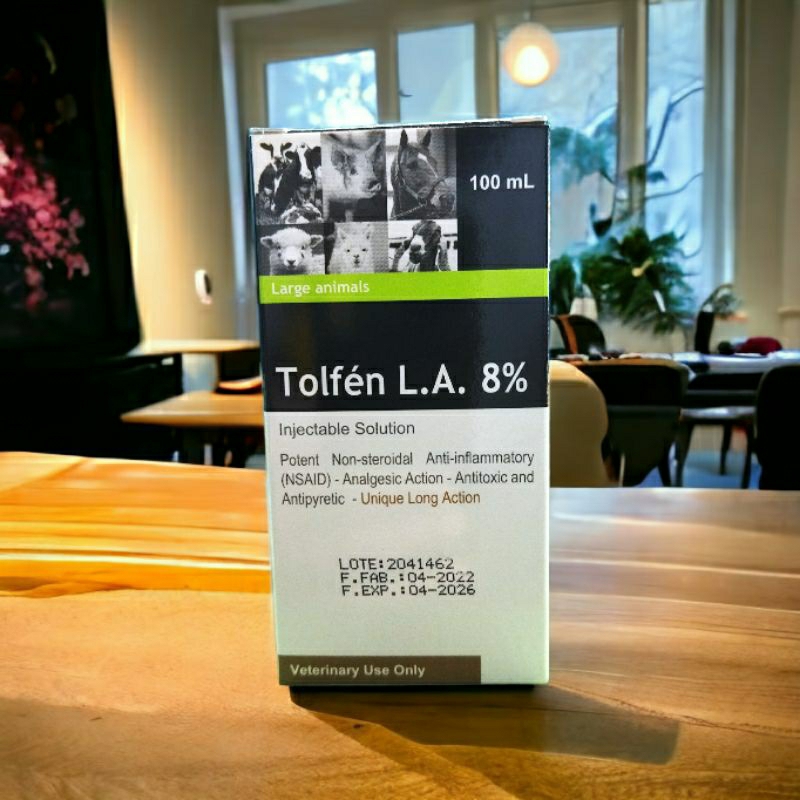 100 mL
Large animals
Tolfén L.A. 8%
Injectable Solution
Potent Non-steroidal Anti-inflammatory
(NSAID) - Analgesic Action - Antitoxic and
Antipyretic - Unique Long Action
LOTE:2041462
F.FAB.:04-2022
F.EXP.:04-2026
Veterinary Use Only